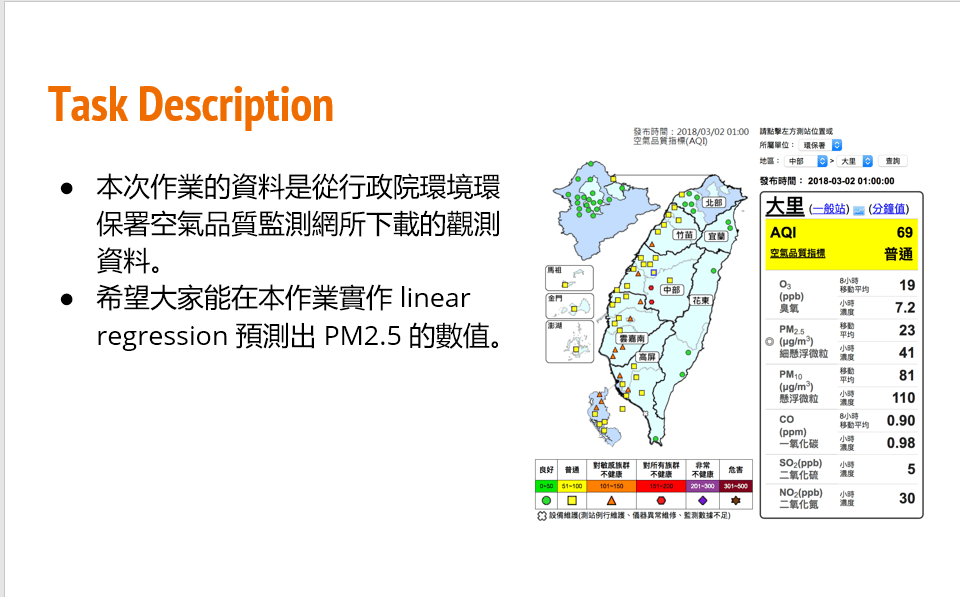 Task Description
● 本次作業的資料是從行政院環境環
保署空氣品質監測網所下載的觀測
資料。
● 希望大家能在本作業實作 linear
regression 預測出 PM2.5 的數值。
發布時間：2018/03/02 01:00
空氣品質指標(AQI)
北部
竹苗
宜蘭
馬祖
中部
金門
花東
澎湖
雲嘉南
高屏
良好 普通 對敏感族群不健康 對所有族群不健康 非常不健康 危害
0~50 51~100 101~150 151~200 201~300 301~500
設備維護(測站例行維護、儀器異常維修、監測數據不足)
請點擊左方測站位置或
所屬單位： 環保署
地區： 中部 > 大里 查詢
發布時間： 2018-03-02 01:00:00
大里 (一般站) (分鐘值)
AQI 69
空氣品質指標 普通
O3 (ppb) 臭氧
8小時移動平均 19
小時濃度 7.2
PM2.5 (μg/m3) 細懸浮微粒
移動平均 23
小時濃度 41
PM10 (μg/m3) 懸浮微粒
移動平均 81
小時濃度 110
CO (ppm) 一氧化碳
8小時移動平均 0.90
小時濃度 0.98
SO2(ppb) 二氧化硫
小時濃度 5
NO2(ppb) 二氧化氮
小時濃度 30